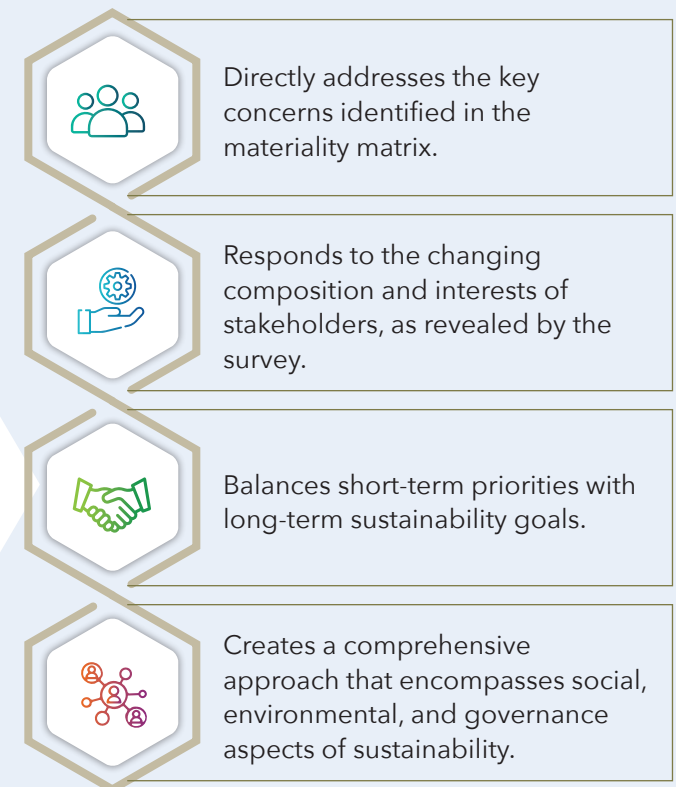 Directly addresses the key
concerns identified in the
materiality matrix.
Responds to the changing
composition and interests of
stakeholders, as revealed by the
survey.
Balances short-term priorities with
long-term sustainability goals.
Creates a comprehensive
approach that encompasses social,
environmental, and governance
aspects of sustainability.